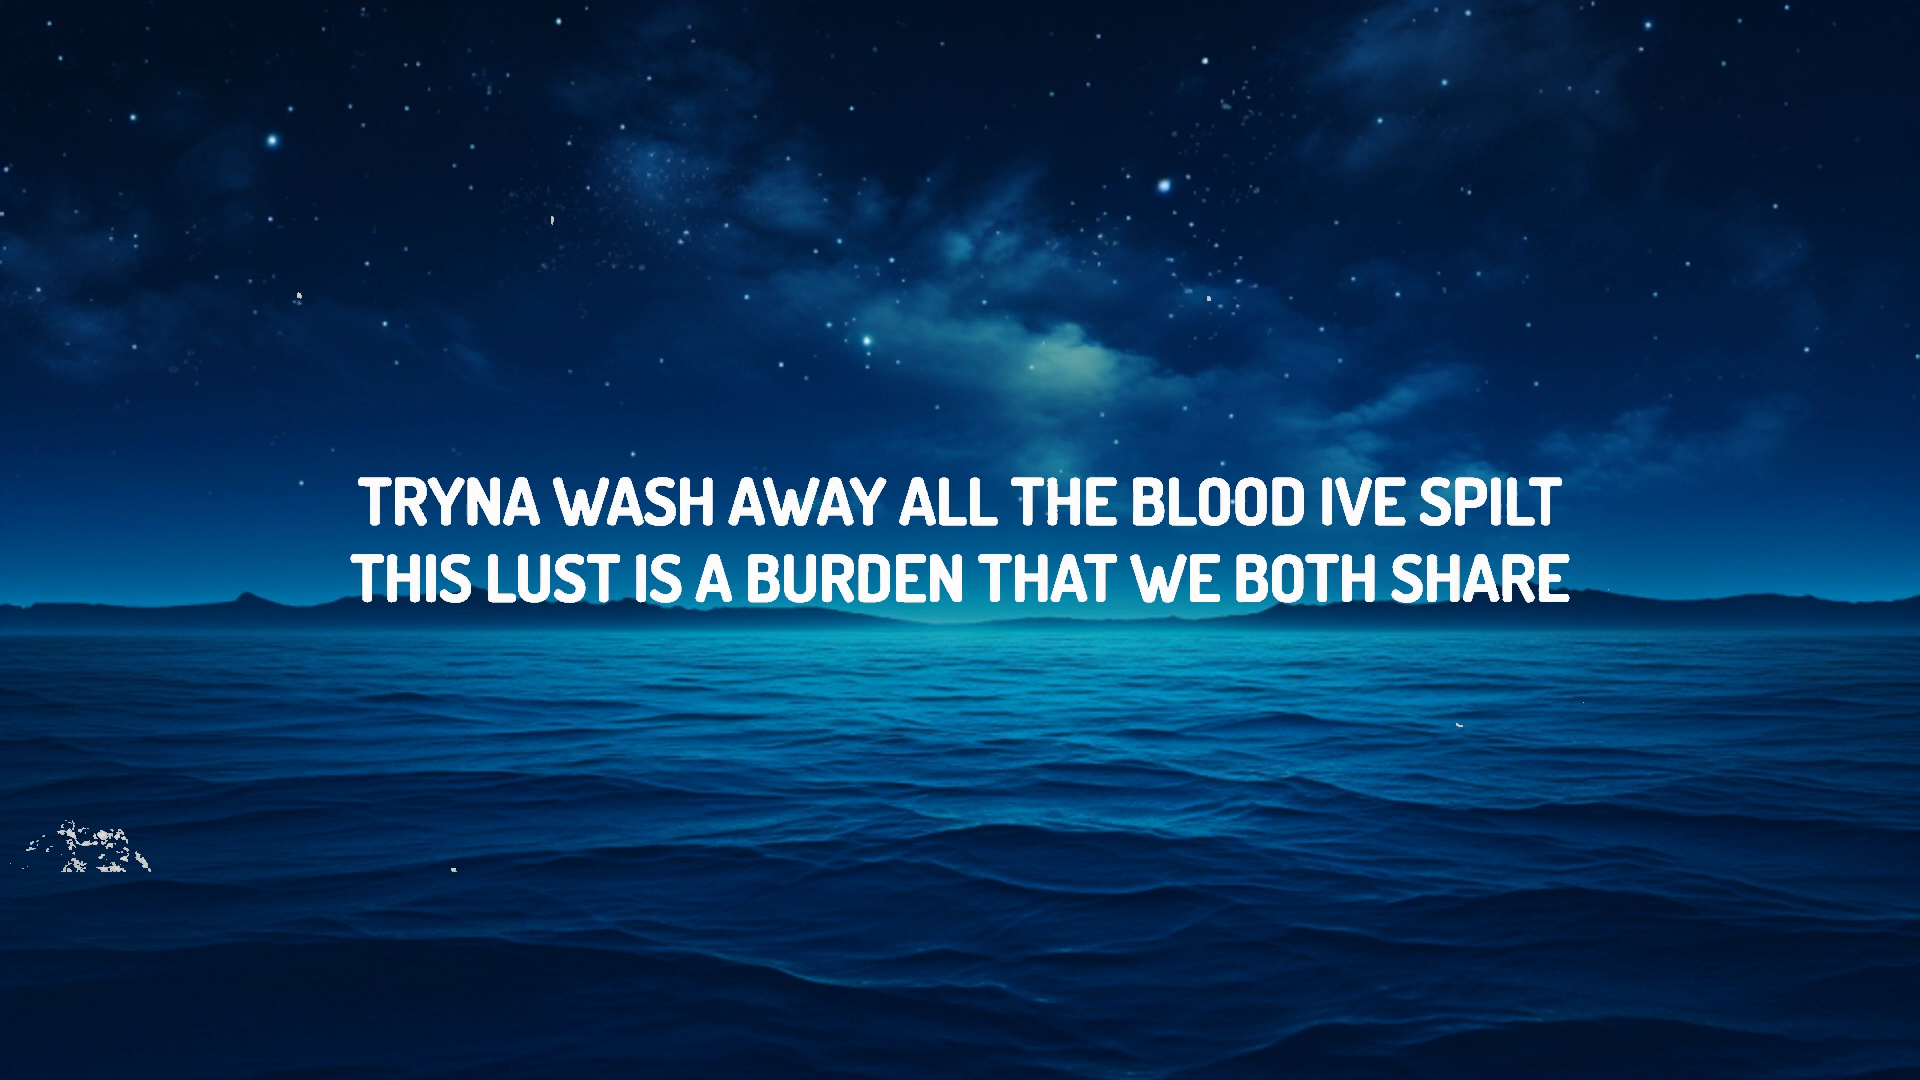 TRYNA WASH AWAY ALL THE BLOOD IVE SPILT
THIS LUST IS A BURDEN THAT WE BOTH SHARE